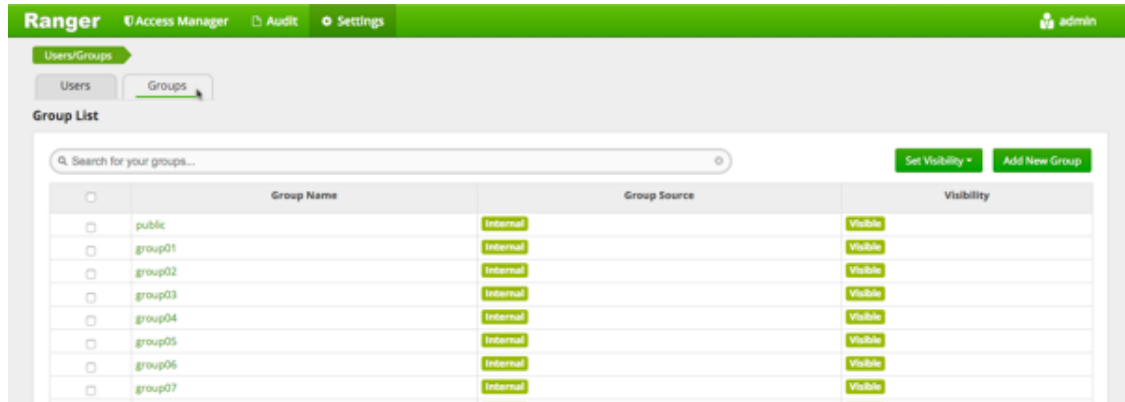 Ranger Access Manager Audit Settings admin
Users/Groups
Users Groups
Group List
Search for your groups...
Set Visibility Add New Group
Group Name Group Source Visibility
public Internal Visible
group01 Internal Visible
group02 Internal Visible
group03 Internal Visible
group04 Internal Visible
group05 Internal Visible
group06 Internal Visible
group07 Internal Visible